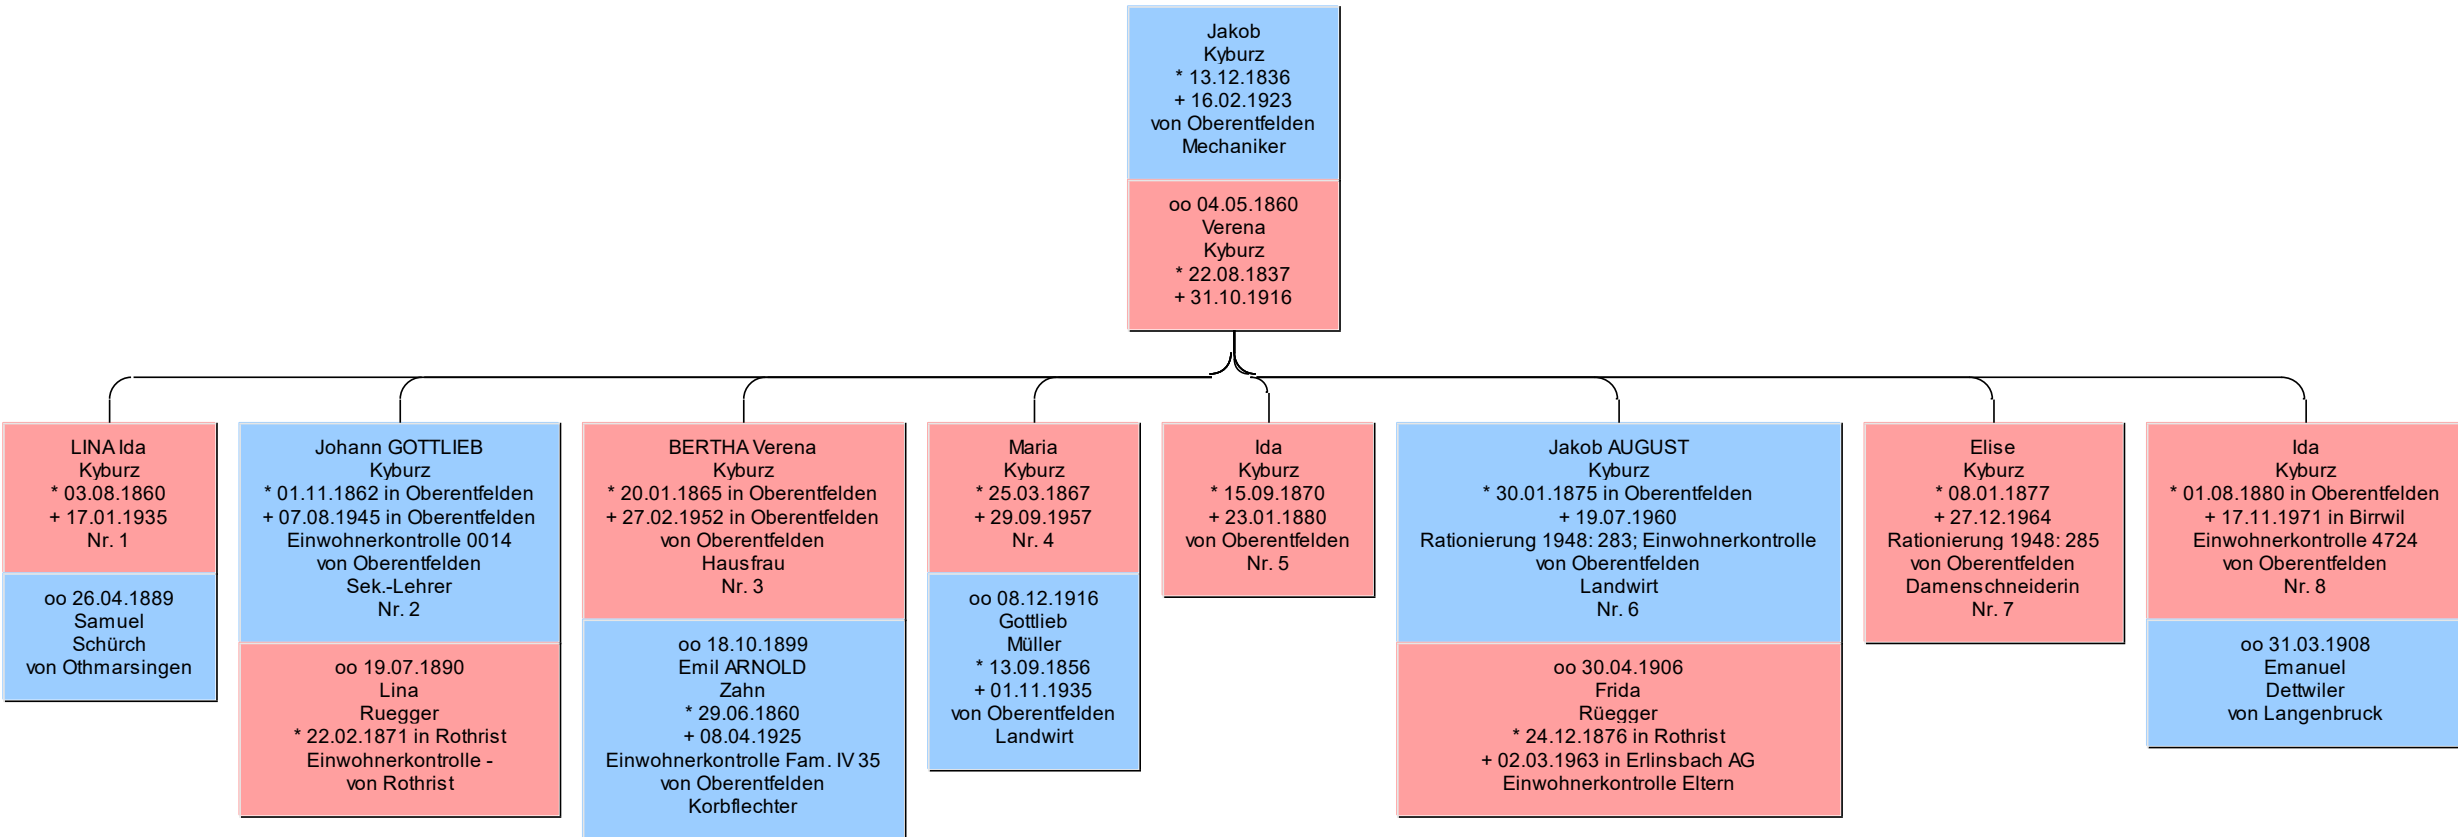 Jakob
Kyburz
* 13.12.1836
+ 16.02.1923
von Oberentfelden
Mechaniker
oo 04.05.1860
Verena
Kyburz
* 22.08.1837
+ 31.10.1916
LINA Ida
Kyburz
* 03.08.1860
+ 17.01.1935
Nr. 1
oo 26.04.1889
Samuel
Schürch
von Othmarsingen
Johann GOTTLIEB
Kyburz
* 01.11.1862 in Oberentfelden
+ 07.08.1945 in Oberentfelden
Einwohnerkontrolle 0014
von Oberentfelden
Sek.-Lehrer
Nr. 2
oo 19.07.1890
Lina
Ruegger
* 22.02.1871 in Rothrist
Einwohnerkontrolle -
von Rothrist
BERTHA Verena
Kyburz
* 20.01.1865 in Oberentfelden
+ 27.02.1952 in Oberentfelden
von Oberentfelden
Hausfrau
Nr. 3
oo 18.10.1899
Emil ARNOLD
Zahn
* 29.06.1860
+ 08.04.1925
Einwohnerkontrolle Fam. IV 35
von Oberentfelden
Korbflechter
Maria
Kyburz
* 25.03.1867
+ 29.09.1957
Nr. 4
oo 08.12.1916
Gottlieb
Müller
* 13.09.1856
+ 01.11.1935
von Oberentfelden
Landwirt
Ida
Kyburz
* 15.09.1870
+ 23.01.1880
von Oberentfelden
Nr. 5
Jakob AUGUST
Kyburz
* 30.01.1875 in Oberentfelden
+ 19.07.1960
Rationierung 1948: 283; Einwohnerkontrolle
von Oberentfelden
Landwirt
Nr. 6
oo 30.04.1906
Frida
Rüegger
* 24.12.1876 in Rothrist
+ 02.03.1963 in Erlinsbach AG
Einwohnerkontrolle Eltern
Elise
Kyburz
* 08.01.1877
+ 27.12.1964
Rationierung 1948: 285
von Oberentfelden
Damenschneiderin
Nr. 7
Ida
Kyburz
* 01.08.1880 in Oberentfelden
+ 17.11.1971 in Birrwil
Einwohnerkontrolle 4724
von Oberentfelden
Nr. 8
oo 31.03.1908
Emanuel
Dettwiler
von Langenbruck